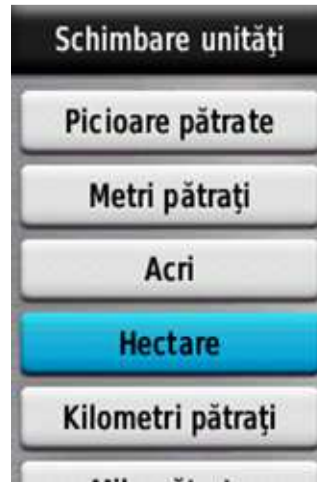 Schimbare unități
Picioare pătrate
Metri pătrați
Acri
Hectare
Kilometri pătrați